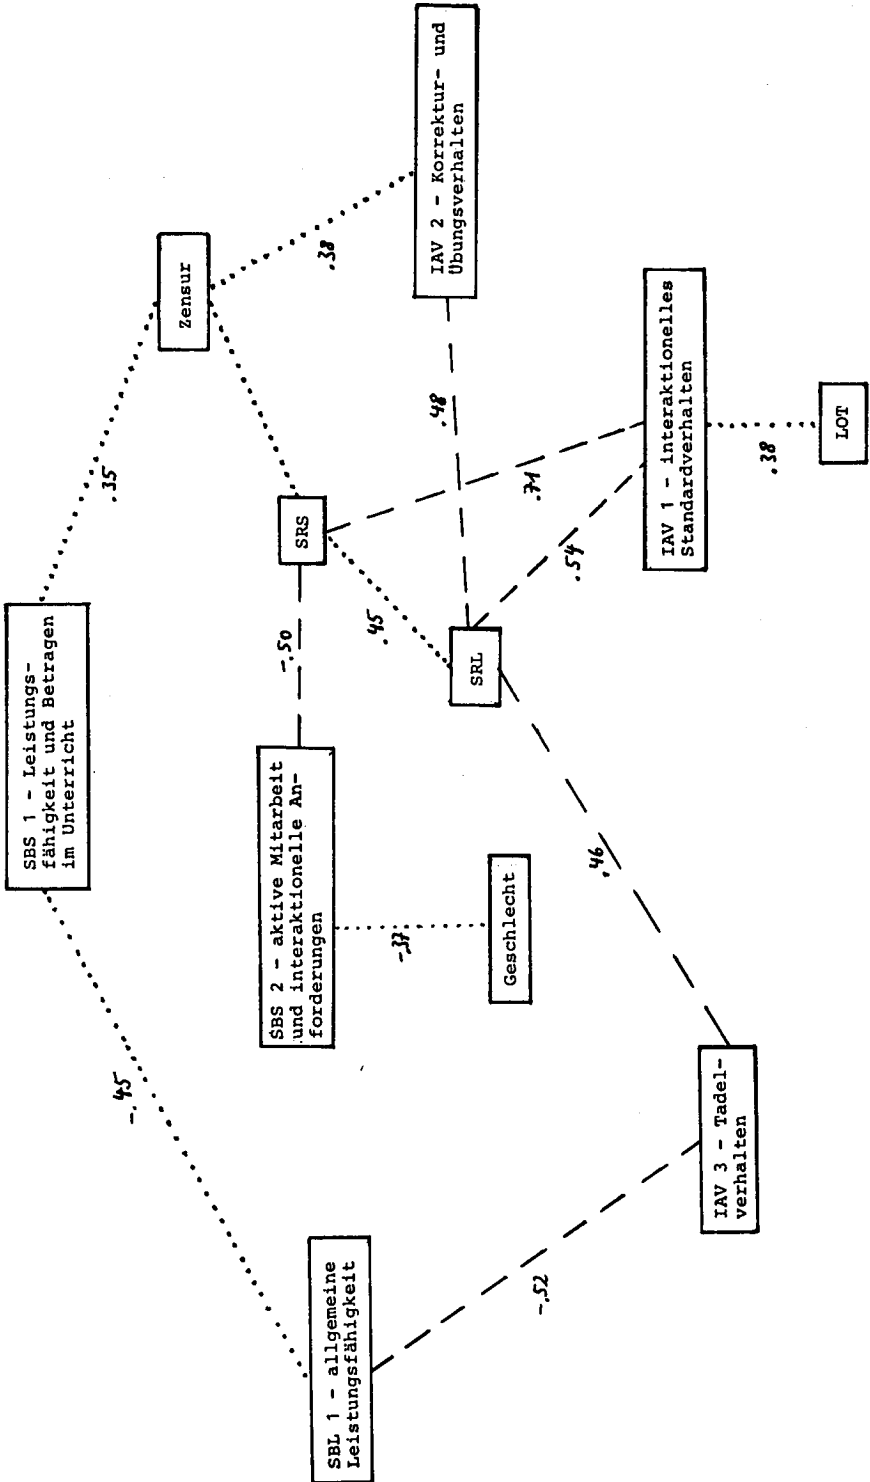 SBS 1 - Leistungs-
fähigkeit und Betragen
im Unterricht
.35
-.45
Zensur
SBS 2 - aktive Mitarbeit
und interaktionelle An-
forderungen
-.50
SRS
.38
SBL 1 - allgemeine
Leistungsfähigkeit
.45
-.37
IAV 2 - Korrektur- und
Übungsverhalten
.48
SRL
Geschlecht
.71
-.52
.54
.46
IAV 1 - interaktionelles
Standardverhalten
IAV 3 - Tadel-
verhalten
.38
LOT